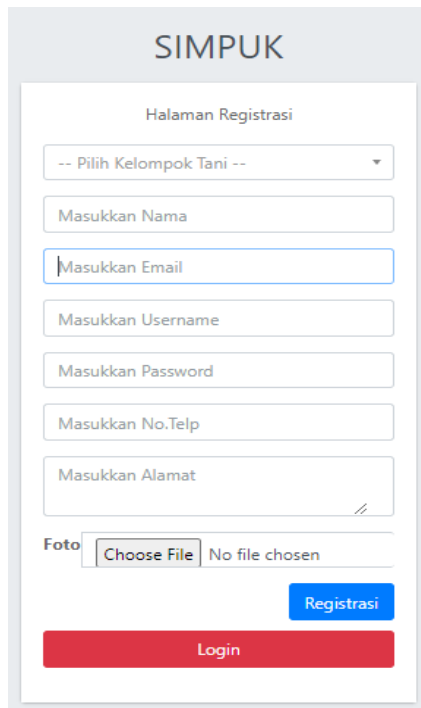 SIMPUK
Halaman Registrasi
-- Pilih Kelompok Tani --
Masukkan Nama
Masukkan Email
Masukkan Username
Masukkan Password
Masukkan No.Telp
Masukkan Alamat
Foto Choose File No file chosen
Registrasi
Login